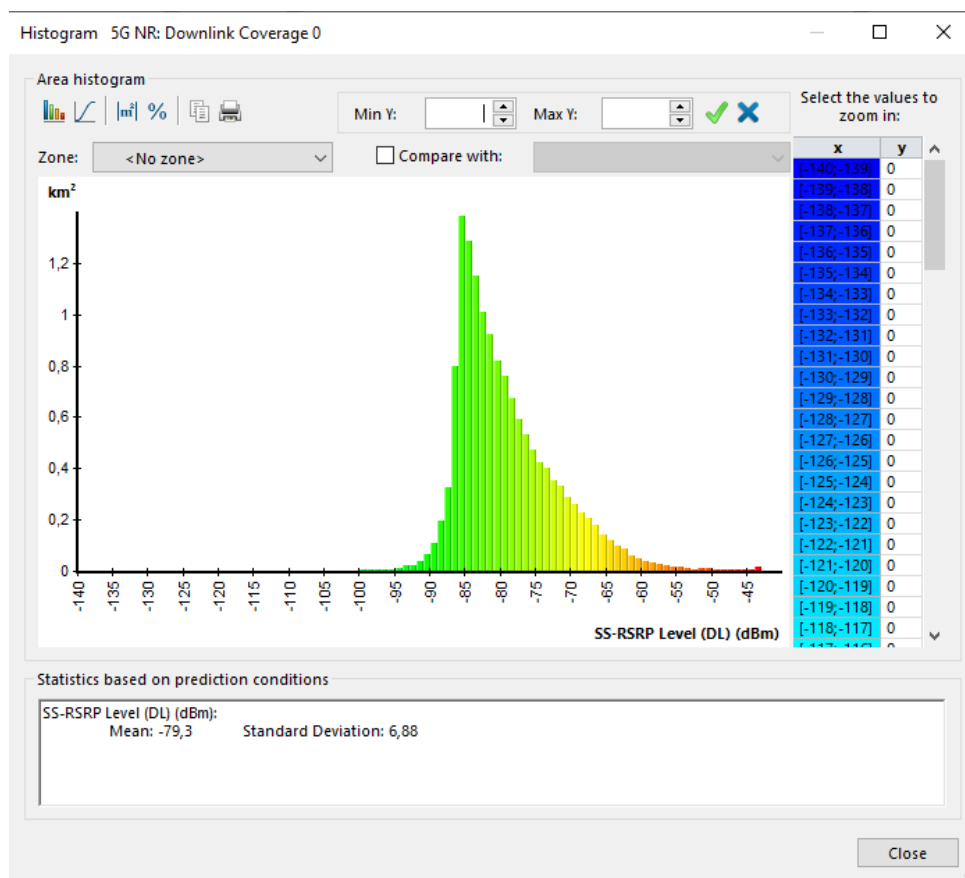 Histogram   5G NR: Downlink Coverage 0
Area histogram
Min Y:
Max Y:
Select the values to zoom in:
Zone:
<No zone>
Compare with:
x y
[-140;-139] 0
[-139;-138] 0
[-138;-137] 0
[-137;-136] 0
[-136;-135] 0
[-135;-134] 0
[-134;-133] 0
[-133;-132] 0
[-132;-131] 0
[-131;-130] 0
[-130;-129] 0
[-129;-128] 0
[-128;-127] 0
[-127;-126] 0
[-126;-125] 0
[-125;-124] 0
[-124;-123] 0
[-123;-122] 0
[-122;-121] 0
[-121;-120] 0
[-120;-119] 0
[-119;-118] 0
[-118;-117] 0
km²
1,2
1
0,8
0,6
0,4
0,2
0
-140 -135 -130 -125 -120 -115 -110 -105 -100 -95 -90 -85 -80 -75 -70 -65 -60 -55 -50 -45
SS-RSRP Level (DL) (dBm)
Statistics based on prediction conditions
SS-RSRP Level (DL) (dBm):
Mean: -79,3 Standard Deviation: 6,88
Close